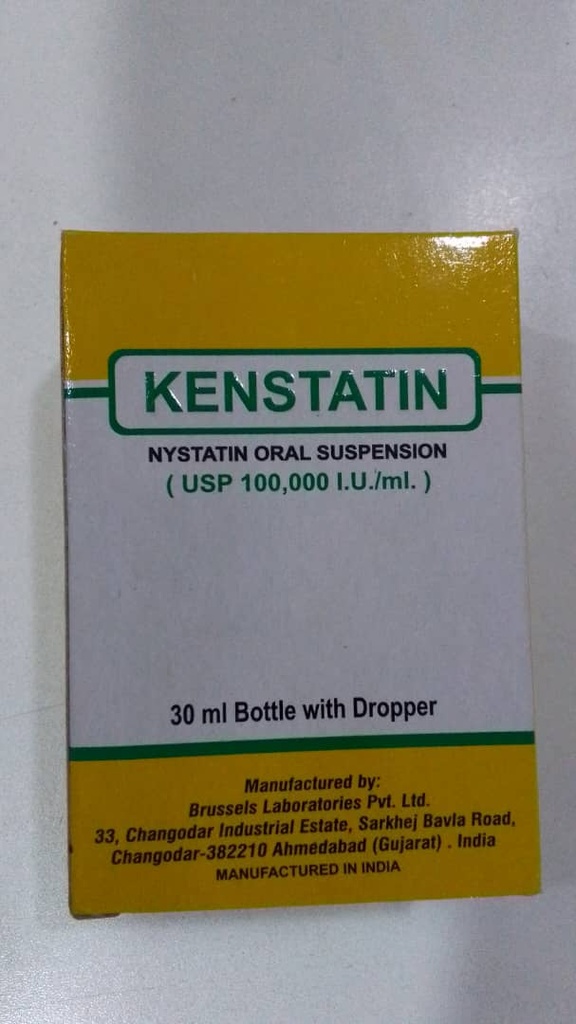 KENSTATIN
NYSTATIN ORAL SUSPENSION
( USP 100,000 I.U./ml. )
30 ml Bottle with Dropper
Manufactured by:
Brussels Laboratories Pvt. Ltd.
33, Changodar Industrial Estate, Sarkhej Bavla Road,
Changodar-382210 Ahmedabad (Gujarat) . India
MANUFACTURED IN INDIA